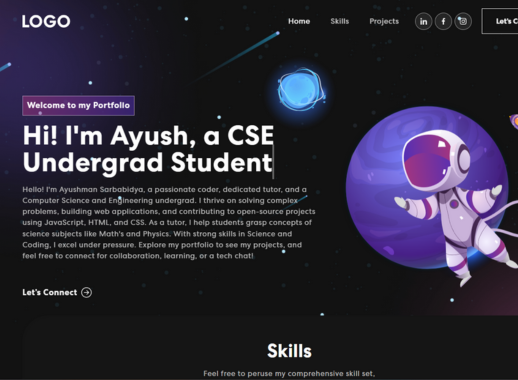 LOGO
Home Skills Projects Let's C
Welcome to my Portfolio
Hi! I'm Ayush, a CSE
Undergrad Student
Hello! I'm Ayushman Sarbabidya, a passionate coder, dedicated tutor, and a
Computer Science and Engineering undergrad. I thrive on solving complex
problems, building web applications, and contributing to open-source projects
using JavaScript, HTML, and CSS. As a tutor, I help students grasp concepts of
science subjects like Math's and Physics. With strong skills in Science and
Coding, I excel under pressure. Explore my portfolio to see my projects, and
feel free to connect for collaboration, learning, or a tech chat!
Let's Connect
Skills
Feel free to peruse my comprehensive skill set,